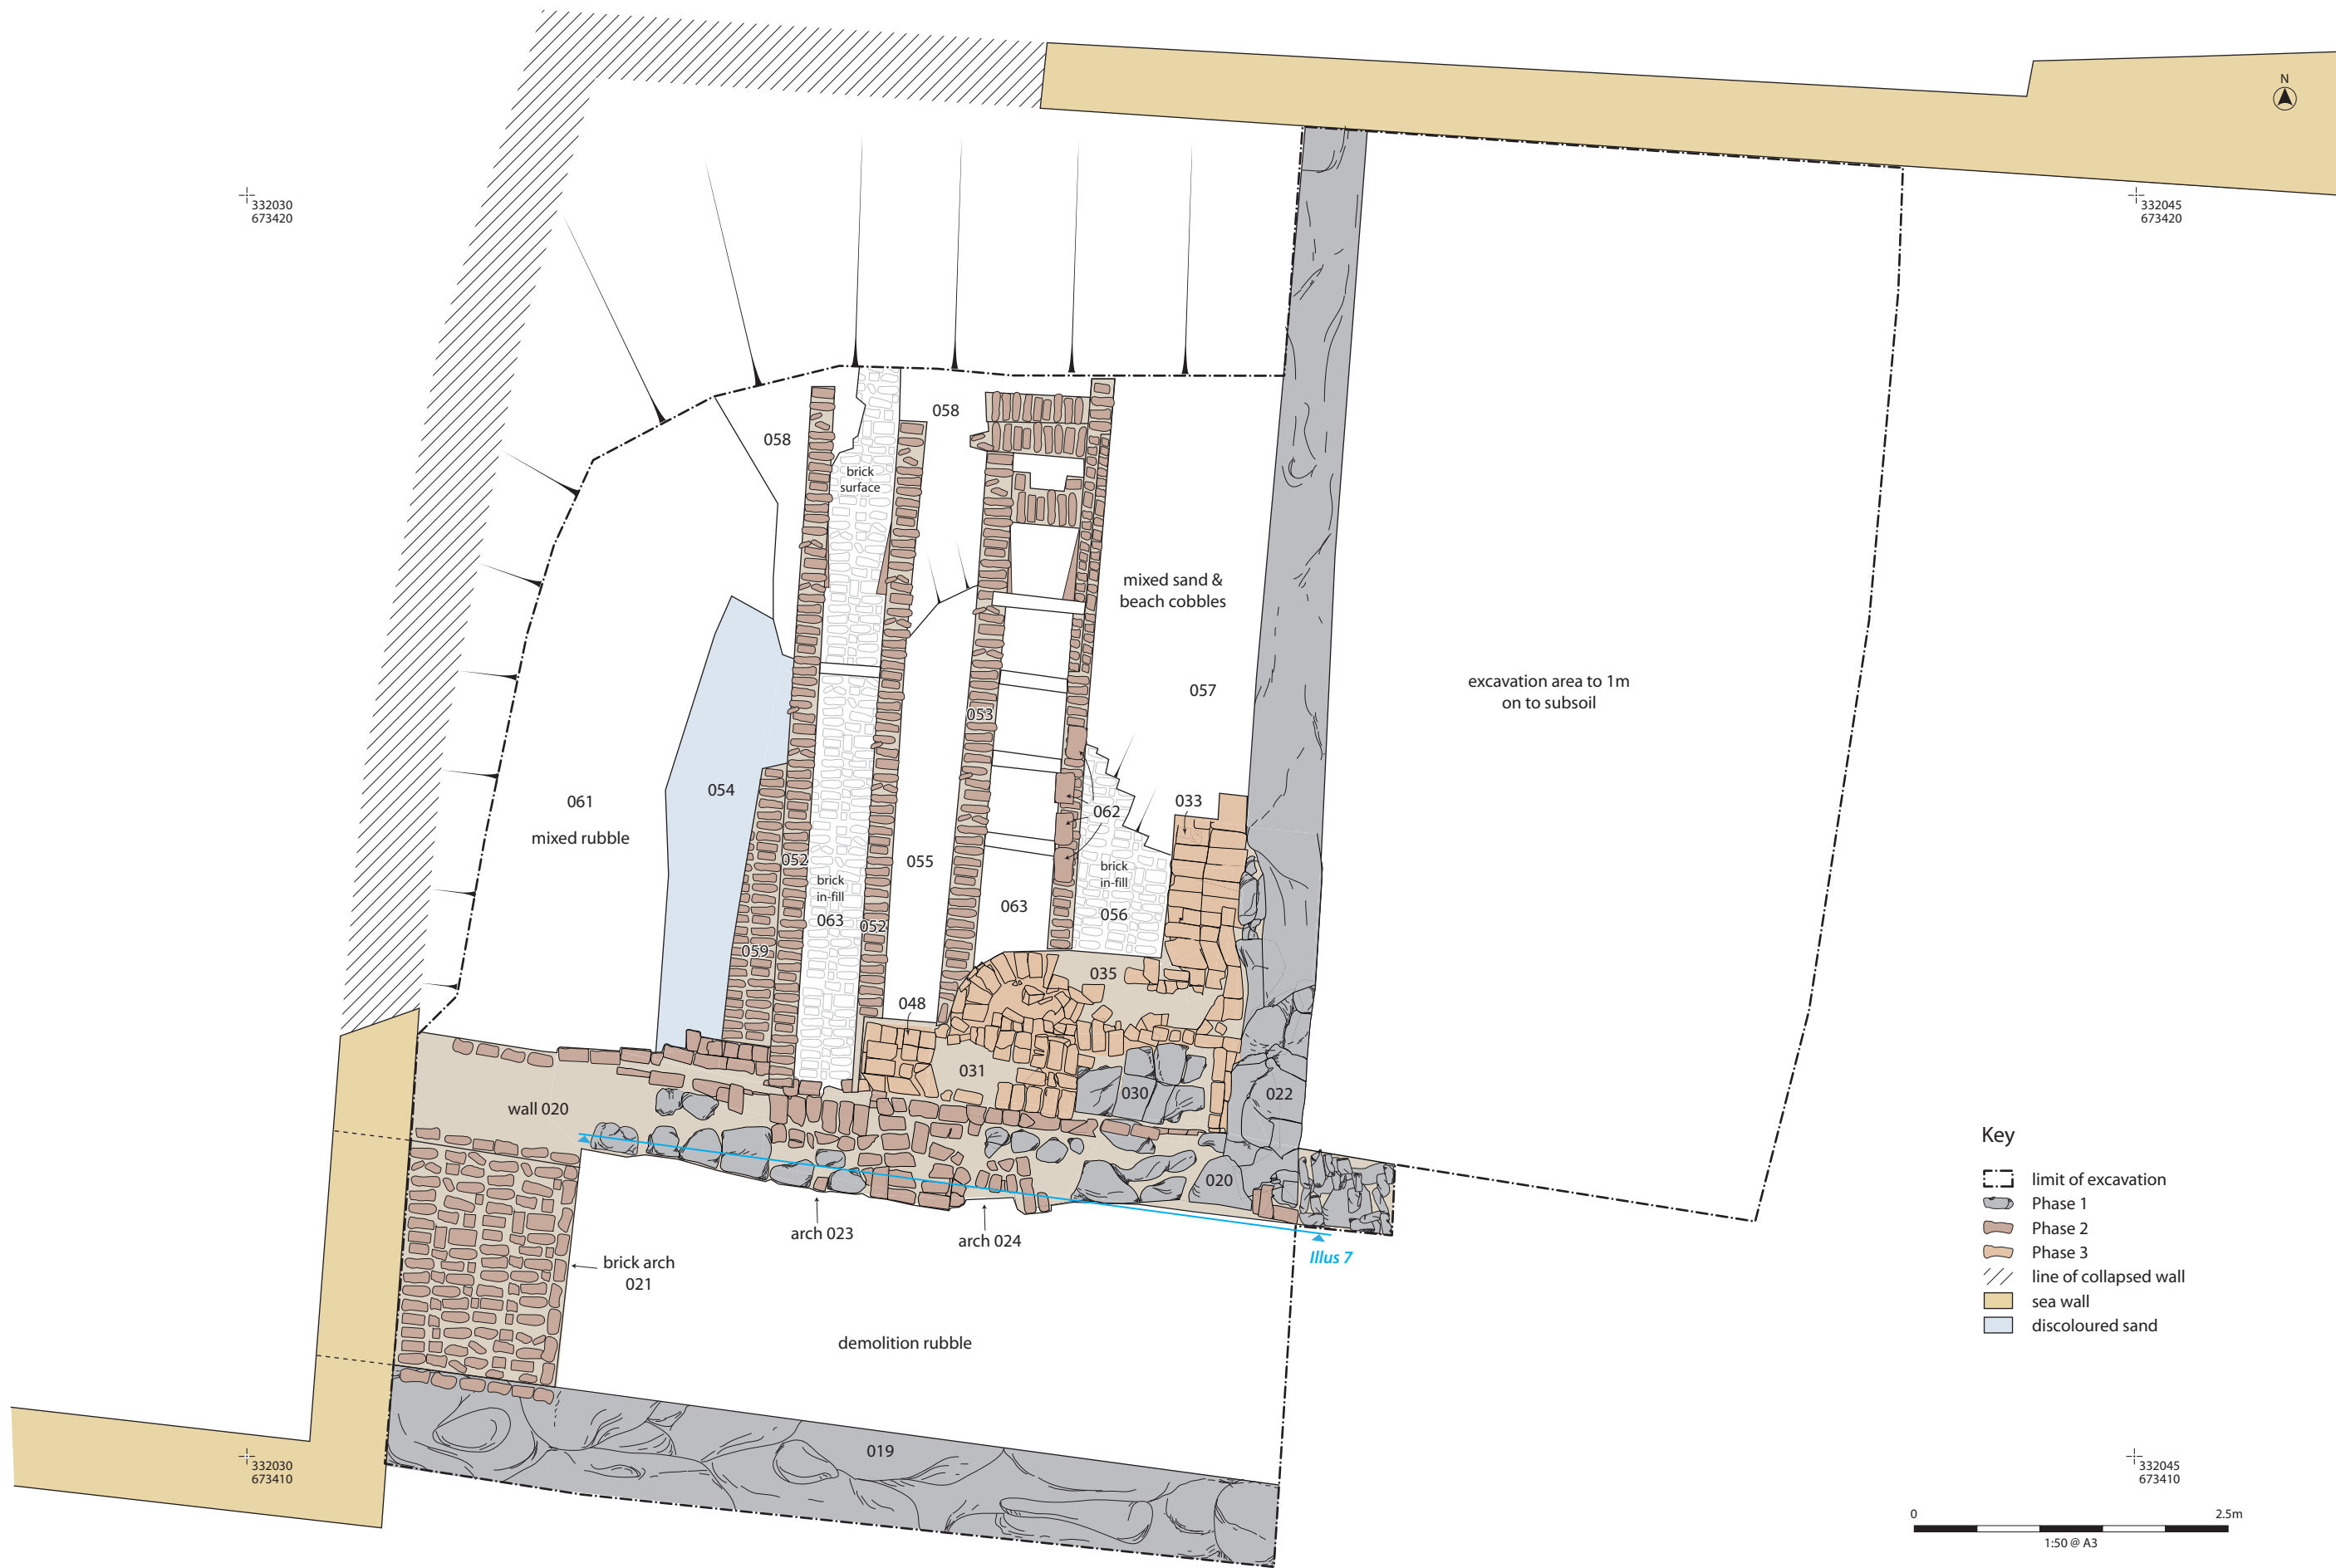 N
332030
673420
332045
673420
058
058
brick
surface
mixed sand &
beach cobbles
057
excavation area to 1m
on to subsoil
053
054
061
mixed rubble
062
033
052
055
brick
in-fill
063
052
063
brick
in-fill
056
059
035
048
031
030
022
wall 020
020
arch 023
arch 024
Illus 7
brick arch
021
demolition rubble
019
332030
673410
332045
673410
Key
limit of excavation
Phase 1
Phase 2
Phase 3
line of collapsed wall
sea wall
discoloured sand
0 2.5m
1:50 @ A3